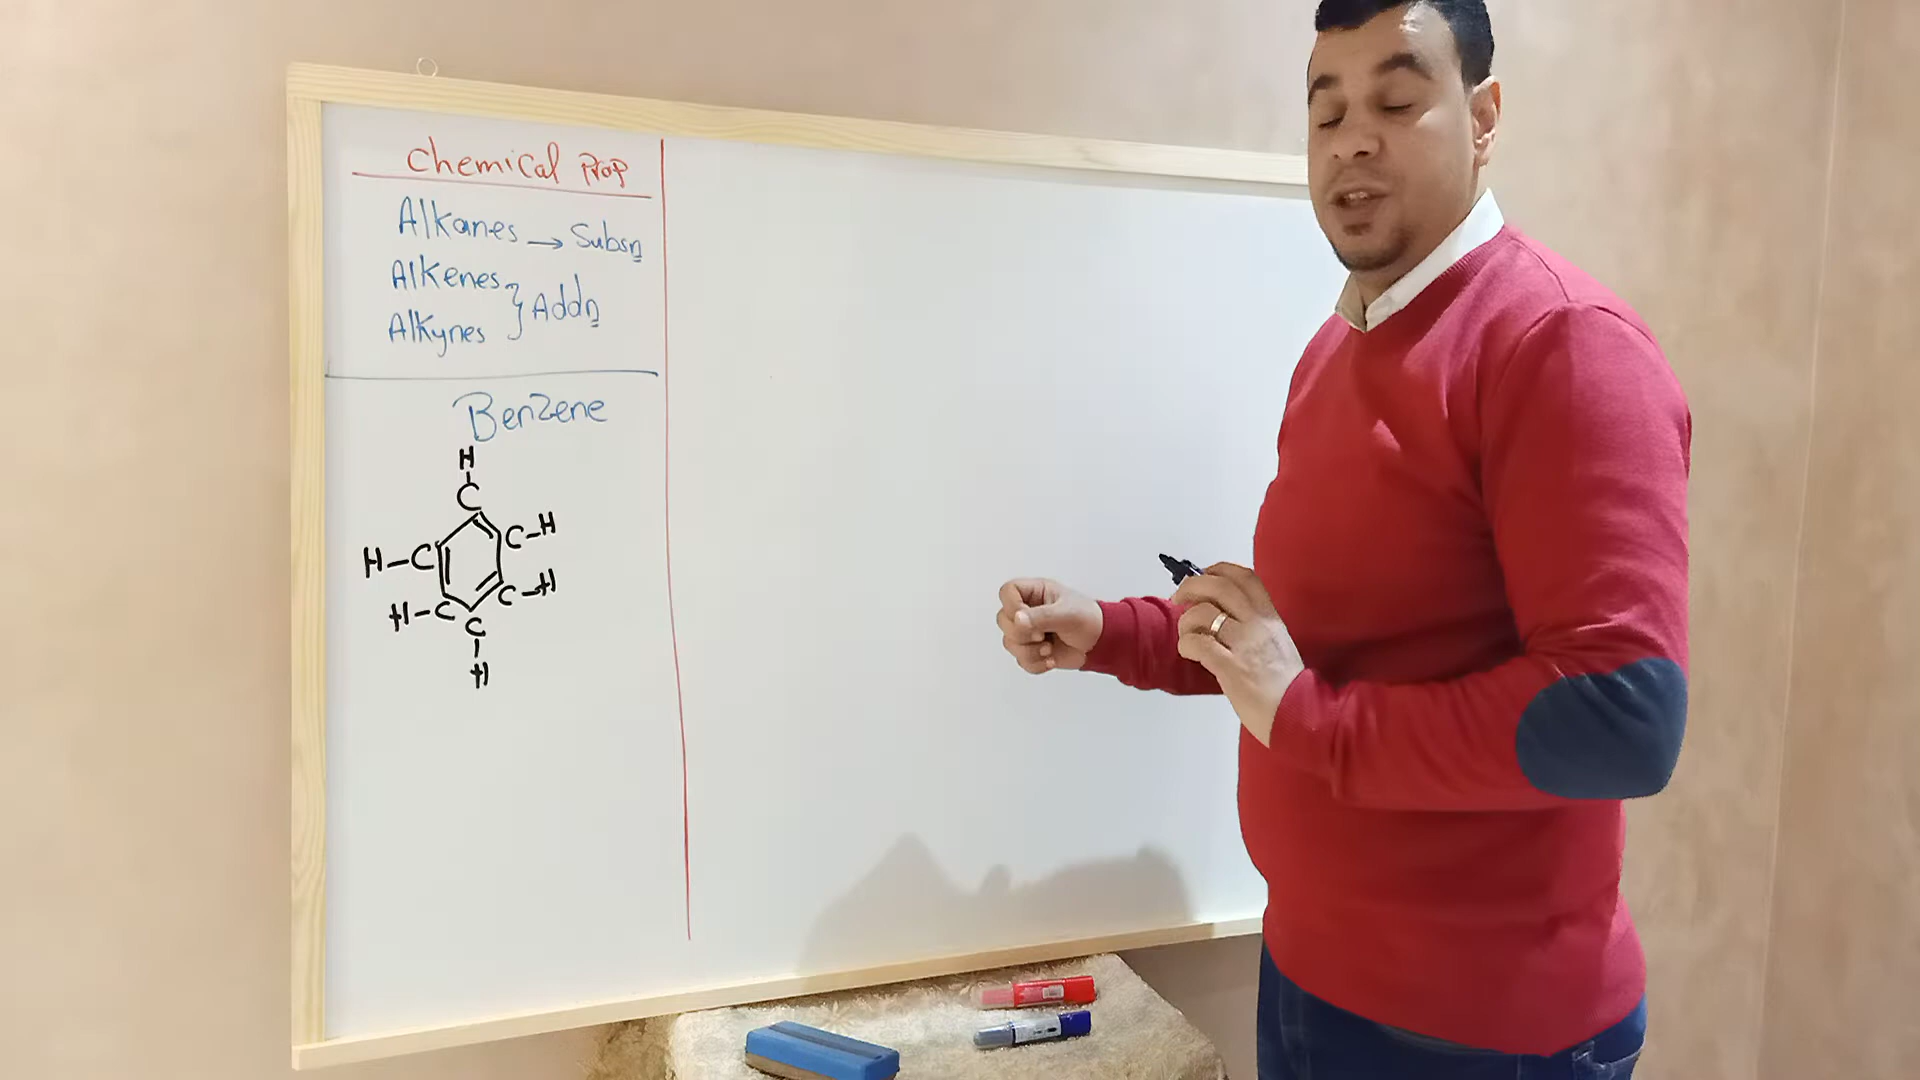 Chemical Prop
Alkanes → Subsn
Alkenes } Addn
Alkynes
Benzene
H
C
C-H
H-C
C-H
H-C
C
H